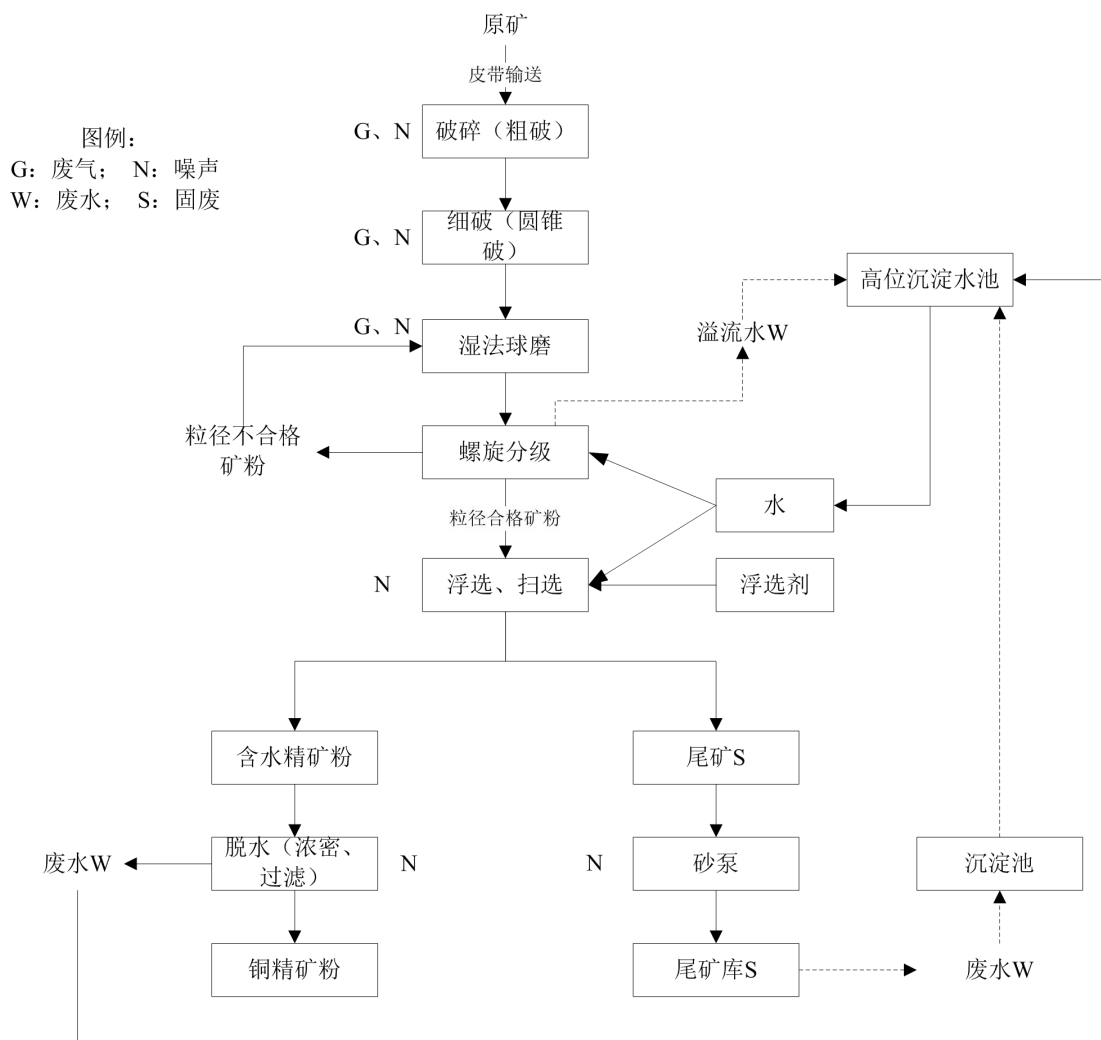 原矿
皮带输送
图例：
G：废气； N：噪声
W：废水； S：固废
G、N
破碎（粗破）
G、N
细破（圆锥
破）
G、N
湿法球磨
高位沉淀水池
溢流水W
粒径不合格
矿粉
螺旋分级
水
粒径合格矿粉
N
浮选、扫选
浮选剂
含水精矿粉
尾矿S
废水W
脱水（浓密、
过滤）
N
N
砂泵
沉淀池
铜精矿粉
尾矿库S
废水W